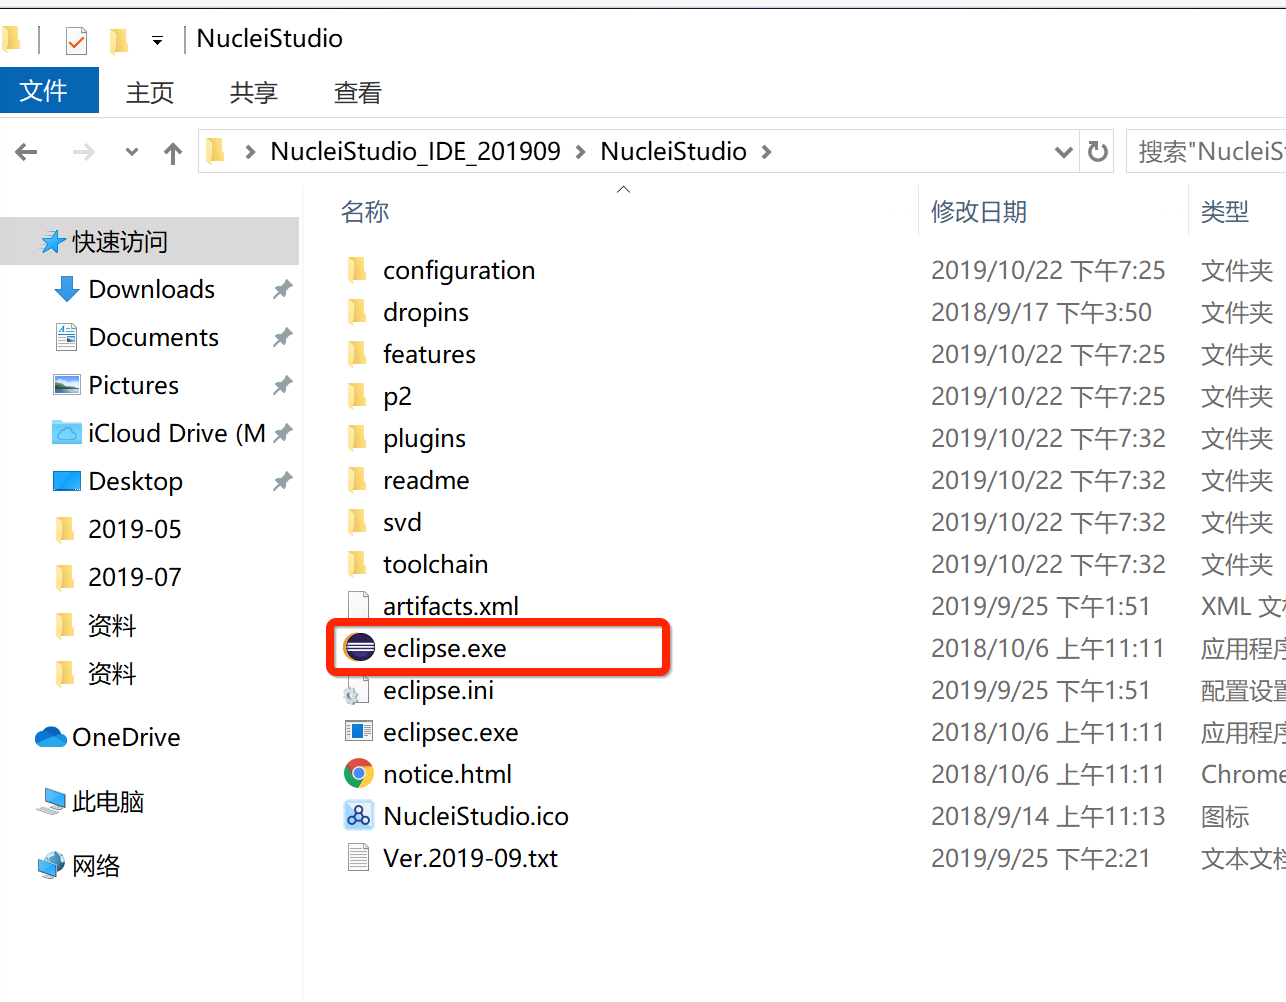 NucleiStudio
文件 主页 共享 查看
NucleiStudio_IDE_201909 NucleiStudio 搜索"NucleiS
名称 修改日期 类型
快速访问
Downloads
Documents
Pictures
iCloud Drive (M
Desktop
2019-05
2019-07
资料
资料
OneDrive
此电脑
网络
configuration 2019/10/22 下午7:25 文件夹
dropins 2018/9/17 下午3:50 文件夹
features 2019/10/22 下午7:25 文件夹
p2 2019/10/22 下午7:25 文件夹
plugins 2019/10/22 下午7:32 文件夹
readme 2019/10/22 下午7:32 文件夹
svd 2019/10/22 下午7:32 文件夹
toolchain 2019/10/22 下午7:32 文件夹
artifacts.xml 2019/9/25 下午1:51 XML 文
eclipse.exe 2018/10/6 上午11:11 应用程
eclipse.ini 2019/9/25 下午1:51 配置设
eclipsec.exe 2018/10/6 上午11:11 应用程
notice.html 2018/10/6 上午11:11 Chrome
NucleiStudio.ico 2018/9/14 上午11:13 图标
Ver.2019-09.txt 2019/9/25 下午2:21 文本文